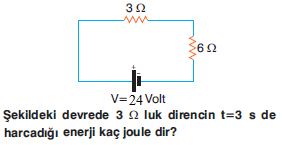 3 Ω
6 Ω
V=24 Volt
Şekildeki devrede 3 Ω luk direncin t=3 s de
harcadığı enerji kaç joule dir?